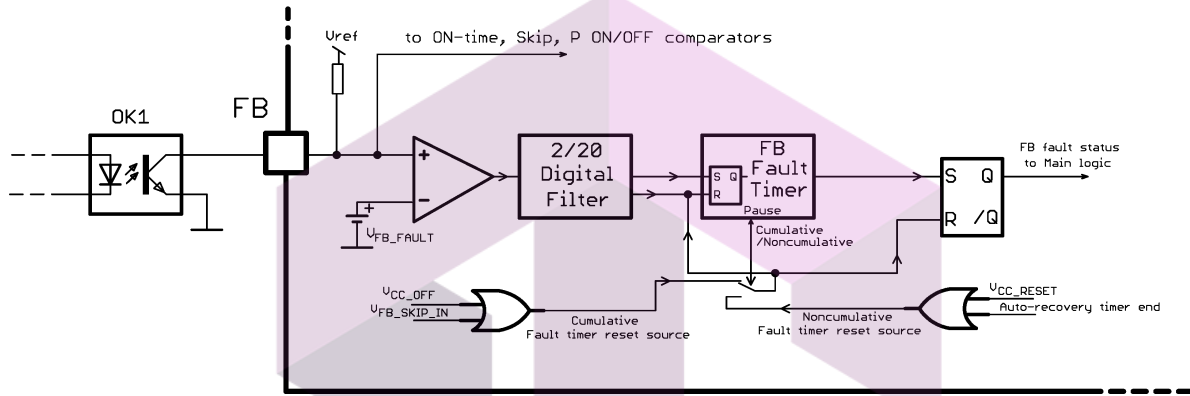 Vref
to ON-time, Skip, P ON/OFF comparators
OK1
FB
+
−
+
VFB_FAULT
2/20
Digital
Filter
FB
Fault
Timer
S Q
R
Pause
Cumulative
/Noncumulative
S Q
R /Q
FB fault status
to Main logic
VCC_OFF
VFB_SKIP_IN
Cumulative
Fault timer reset source
Noncumulative
Fault timer reset source
VCC_RESET
Auto-recovery timer end